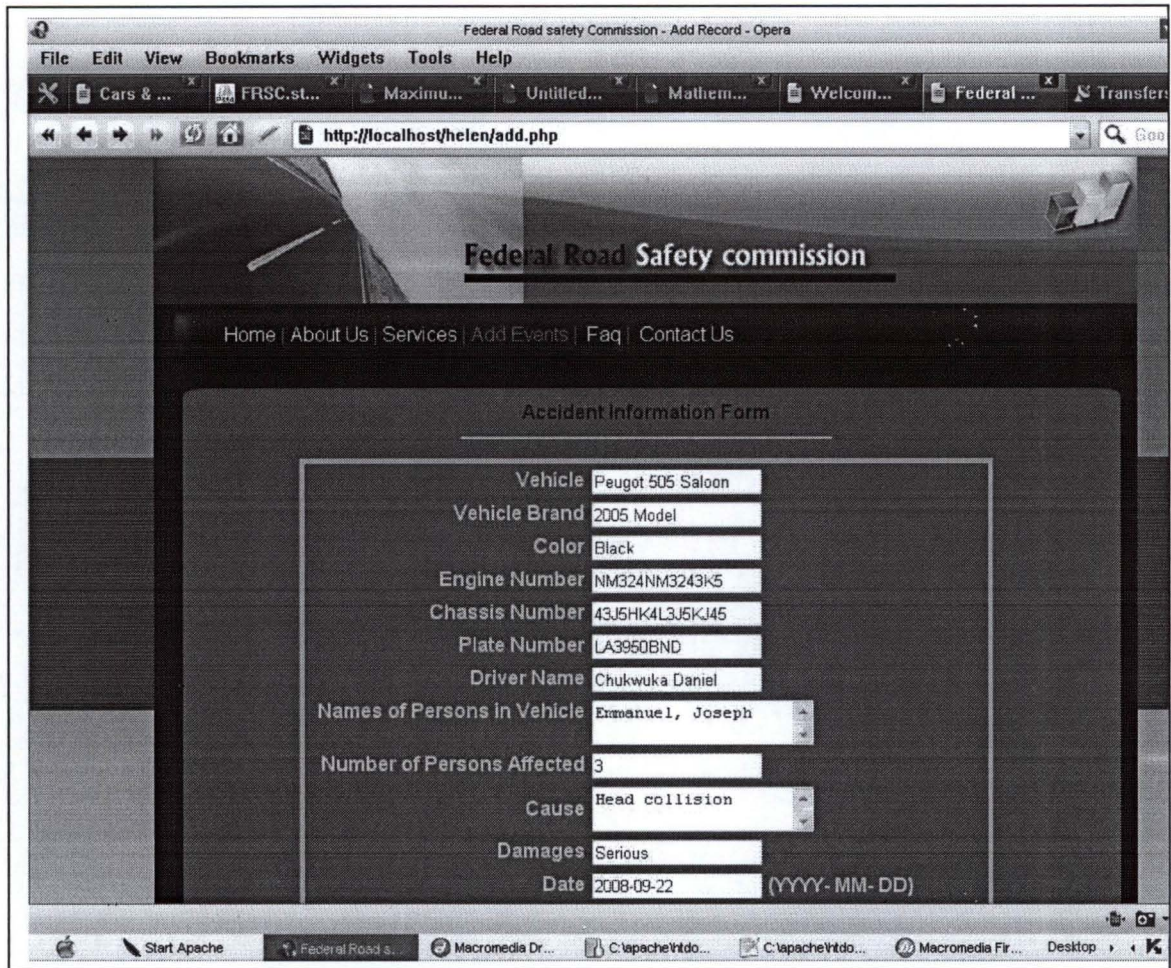 Federal Road safety Commission - Add Record - Opera
File Edit View Bookmarks Widgets Tools Help
Cars & ... FRSC.st... Maximu... Untitled... Mathem... Welcom... Federal ... Transfers
http://localhost/helen/add.php Goo
Federal Road Safety commission
Home | About Us | Services | Add Events | Faq | Contact Us
Accident Information Form
Vehicle Peugot 505 Saloon
Vehicle Brand 2005 Model
Color Black
Engine Number NM324NM3243K5
Chassis Number 43J5HK4L3J5KJ45
Plate Number LA3950BND
Driver Name Chukwuka Daniel
Names of Persons in Vehicle Emmanuel, Joseph
Number of Persons Affected 3
Cause Head collision
Damages Serious
Date 2008-09-22 (YYYY- MM- DD)
Start Apache Federal Road s... Macromedia Dr... C:\apache\htdo... C:\apache\htdo... Macromedia Fir... Desktop